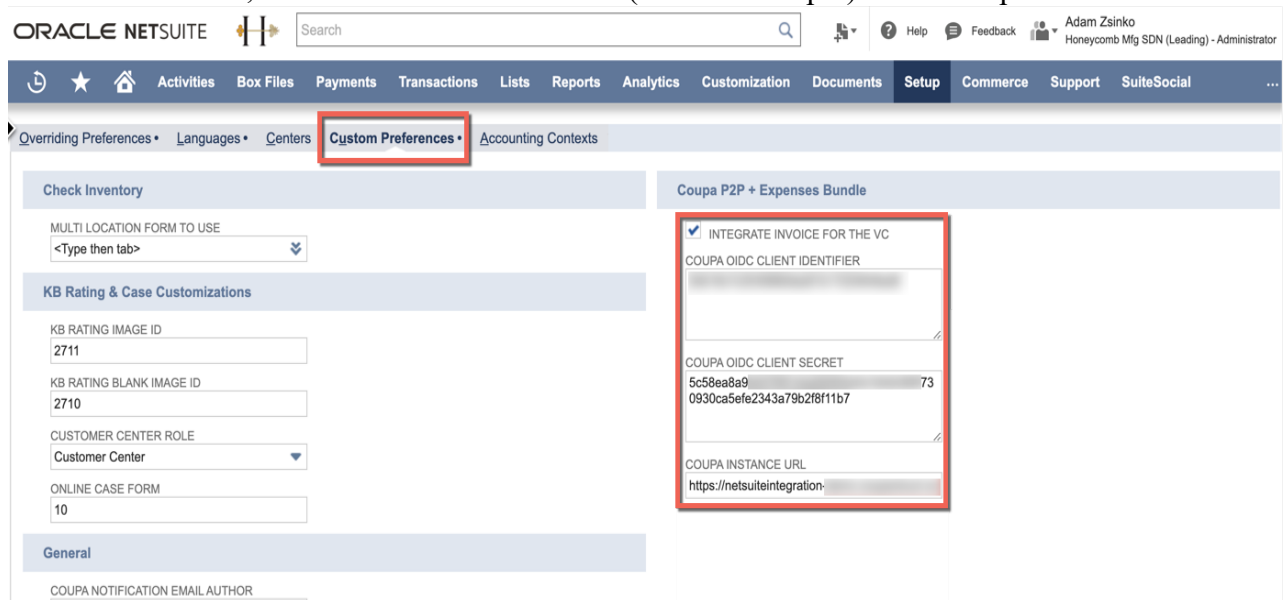 ORACLE NETSUITE
Search
Help
Feedback
Adam Zsinko
Honeycomb Mfg SDN (Leading) - Administrator
Activities Box Files Payments Transactions Lists Reports Analytics Customization Documents Setup Commerce Support SuiteSocial ...
Overriding Preferences • Languages • Centers Custom Preferences • Accounting Contexts
Check Inventory
MULTI LOCATION FORM TO USE
<Type then tab>
KB Rating & Case Customizations
KB RATING IMAGE ID
2711
KB RATING BLANK IMAGE ID
2710
CUSTOMER CENTER ROLE
Customer Center
ONLINE CASE FORM
10
General
COUPA NOTIFICATION EMAIL AUTHOR
Coupa P2P + Expenses Bundle
INTEGRATE INVOICE FOR THE VC
COUPA OIDC CLIENT IDENTIFIER
COUPA OIDC CLIENT SECRET
5c58ea8a9 73
0930ca5efe2343a79b2f8f11b7
COUPA INSTANCE URL
https://netsuiteintegration-